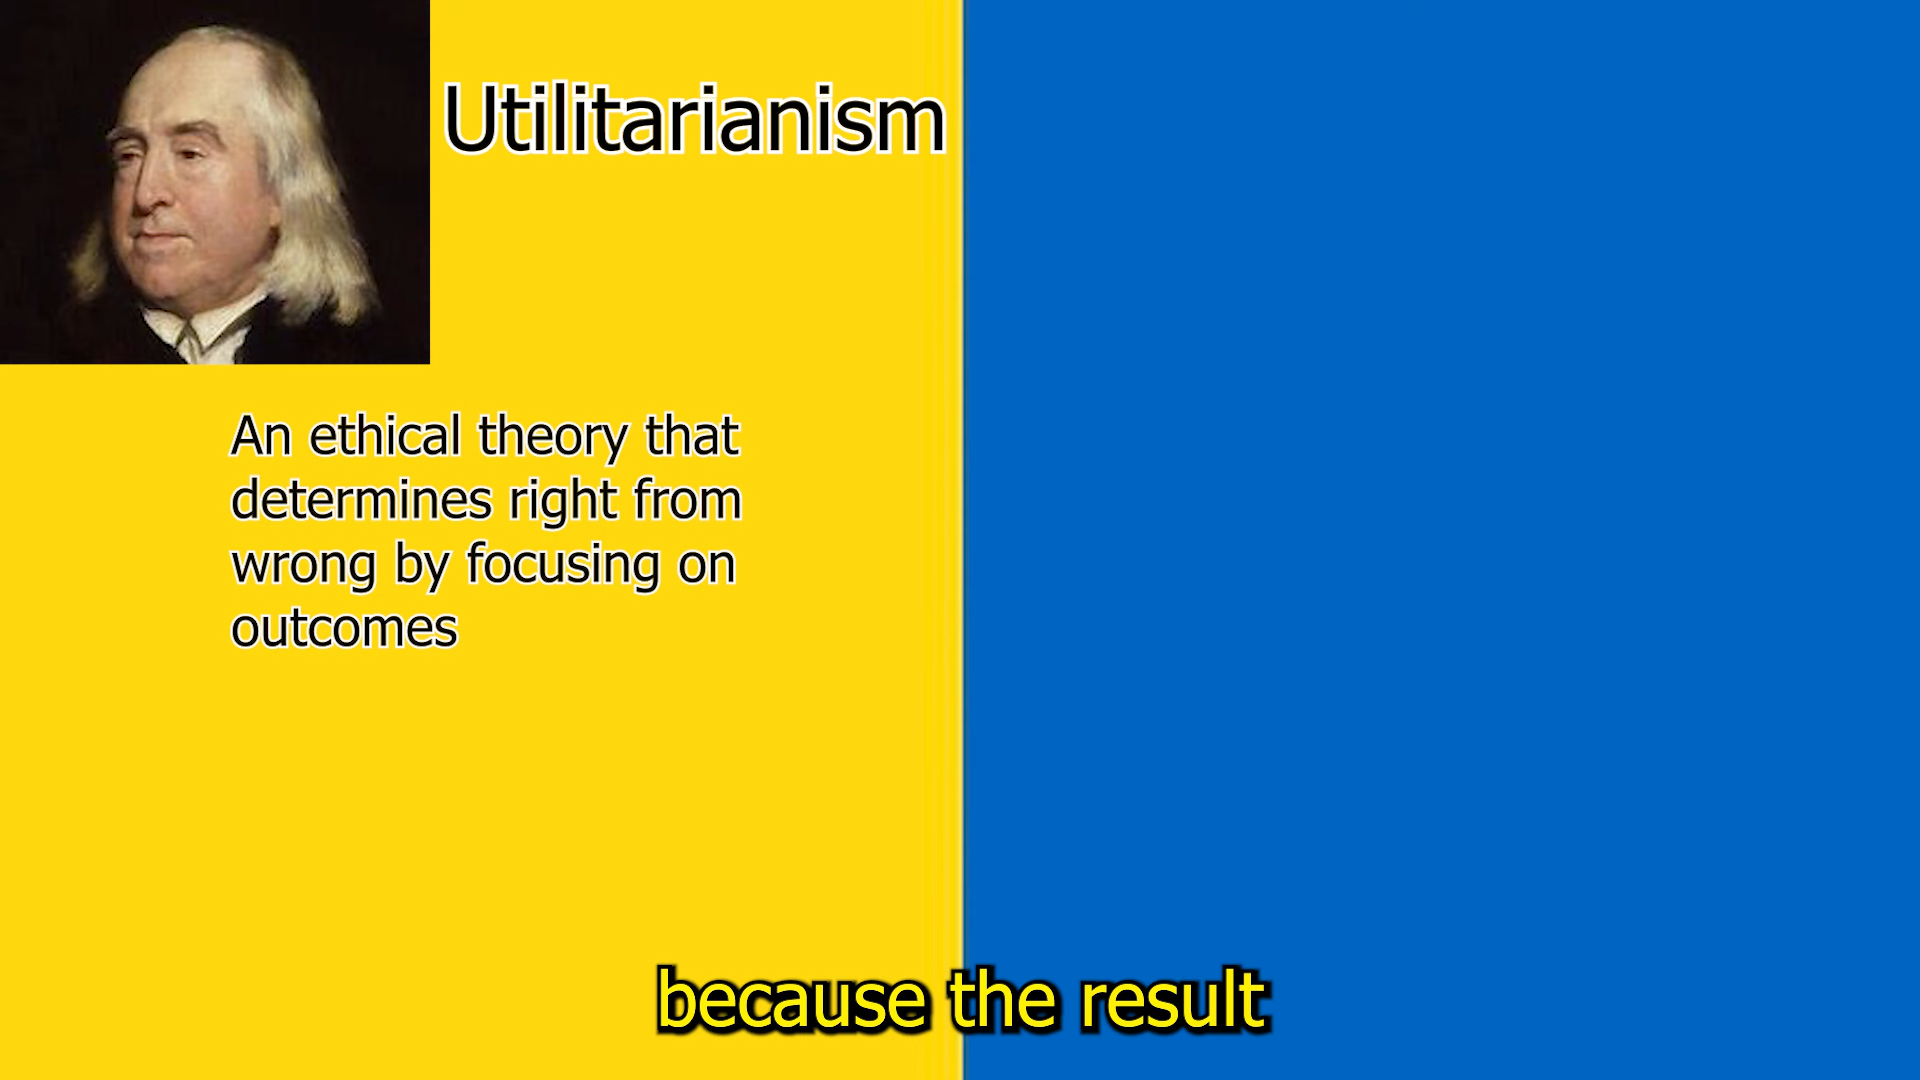 Utilitarianism
An ethical theory that
determines right from
wrong by focusing on
outcomes
because the result